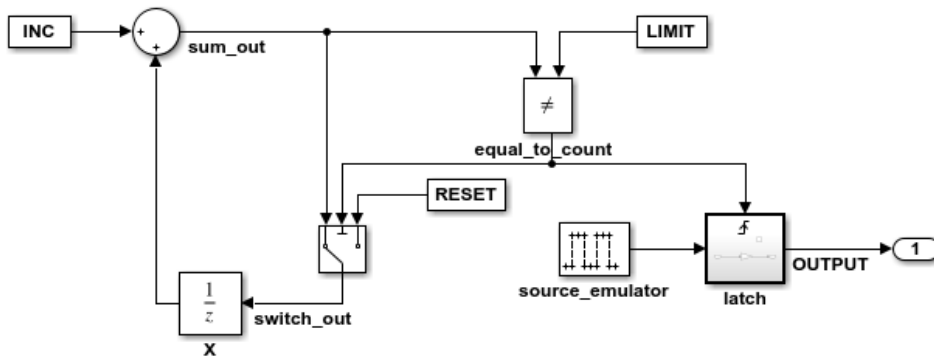 INC
LIMIT
+
+
sum_out
≠
equal_to_count
RESET
source_emulator
OUTPUT
1
latch
1
z
switch_out
X